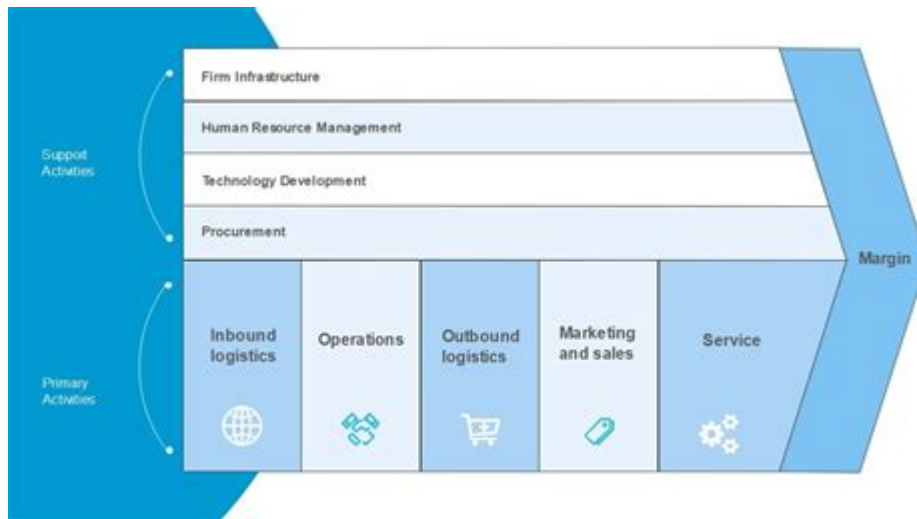 Firm Infrastructure
Human Resource Management
Support
Activities
Technology Development
Procurement
Margin
Inbound
logistics
Operations
Outbound
logistics
Marketing
and sales
Service
Primary
Activities